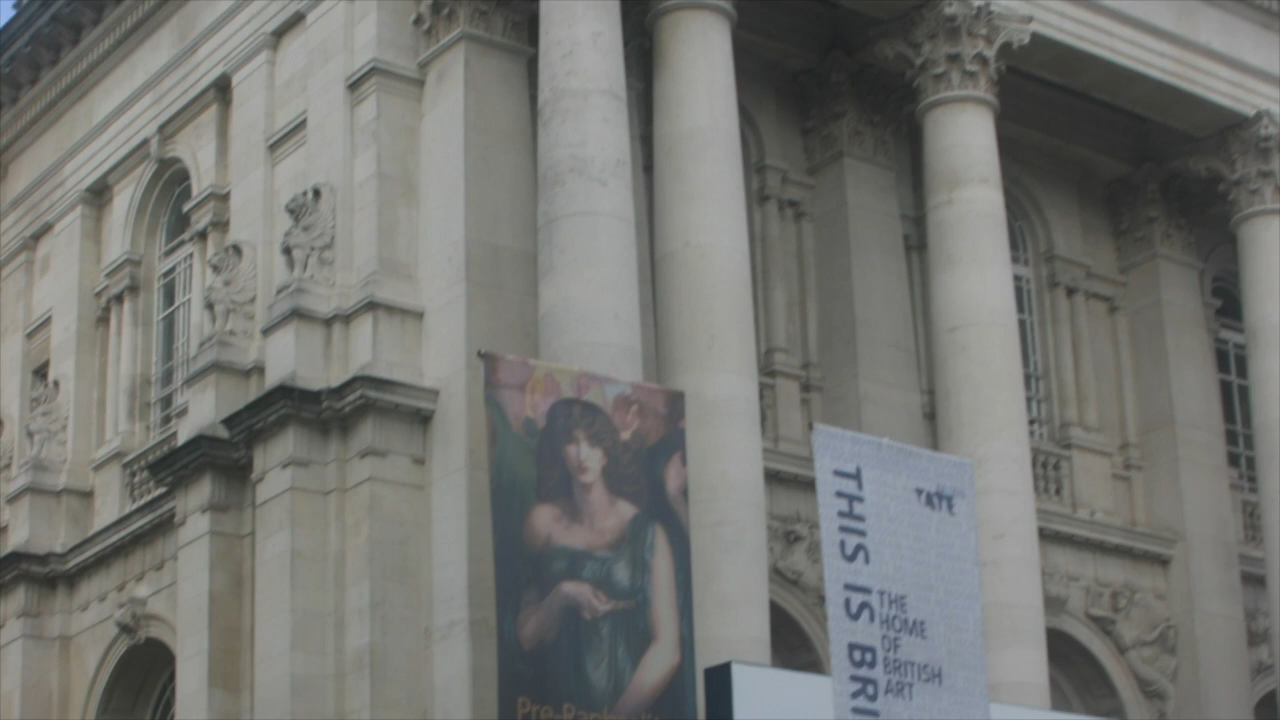 TATE
THIS IS BRI
THE
HOME
OF
BRITISH
ART